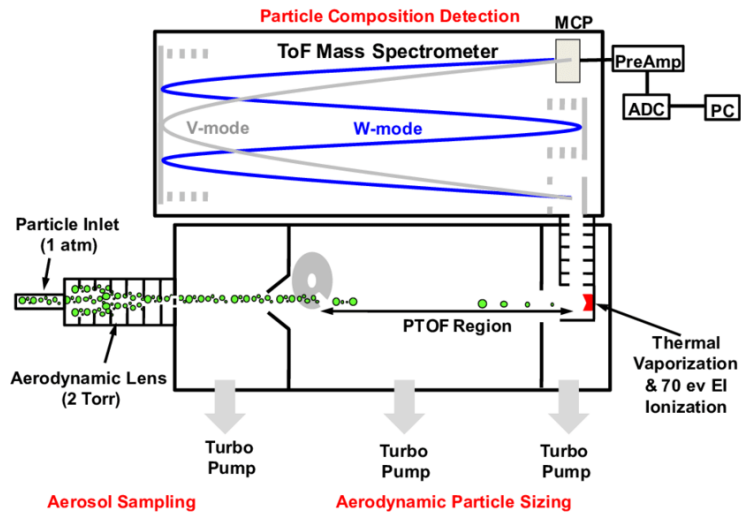 Particle Composition Detection
MCP
ToF Mass Spectrometer
PreAmp
ADC
PC
V-mode
W-mode
Particle Inlet
(1 atm)
PTOF Region
Aerodynamic Lens
(2 Torr)
Thermal
Vaporization
& 70 ev EI
Ionization
Turbo
Pump
Turbo
Pump
Turbo
Pump
Aerosol Sampling
Aerodynamic Particle Sizing